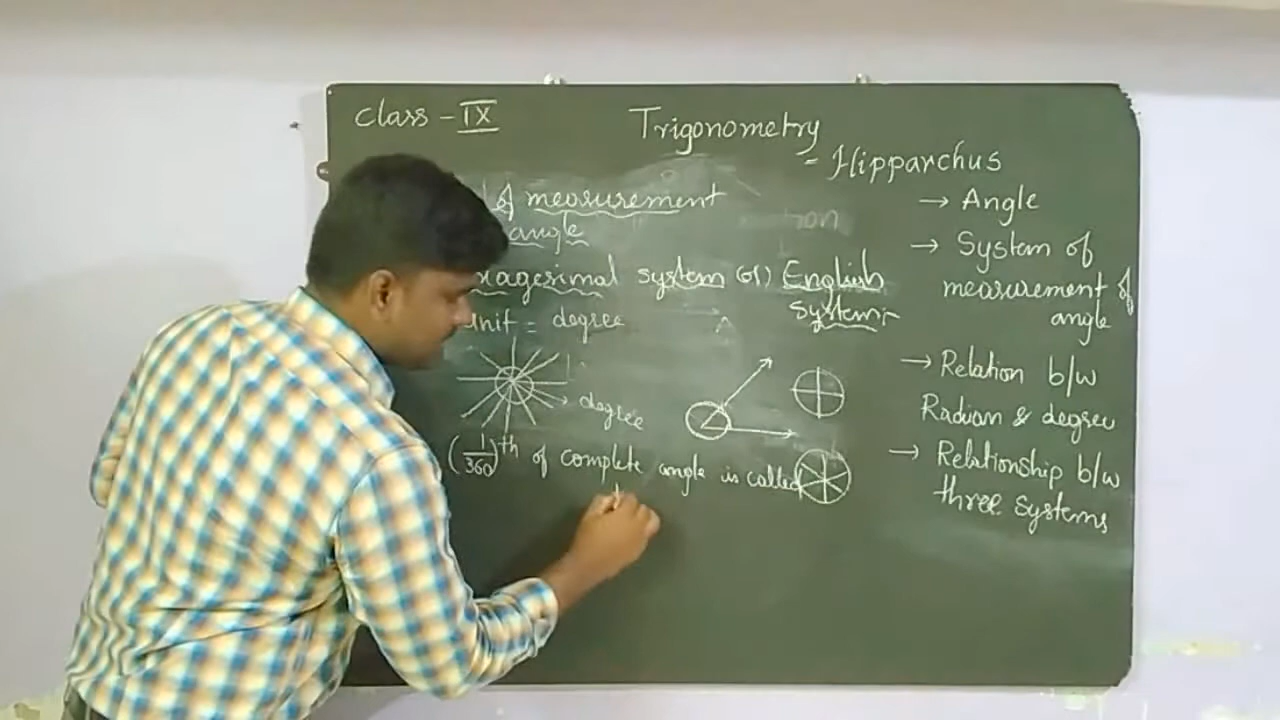 Class - IX
Trigonometry
- Hipparchus
of measurement
angle
xagesimal system (or) English
System:-
unit = degree
→ degree
(1/360)th of complete angle is called
→ Angle
→ System of
measurement of
angle
→ Relation b/w
Radian & degree
→ Relationship b/w
three systems